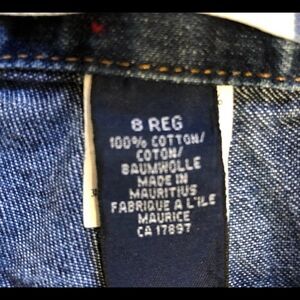 8 REG
100% COTTON/
COTON/
BAUMWOLLE
MADE IN
MAURITIUS
FABRIQUE A L'ILE
MAURICE
CA 17897